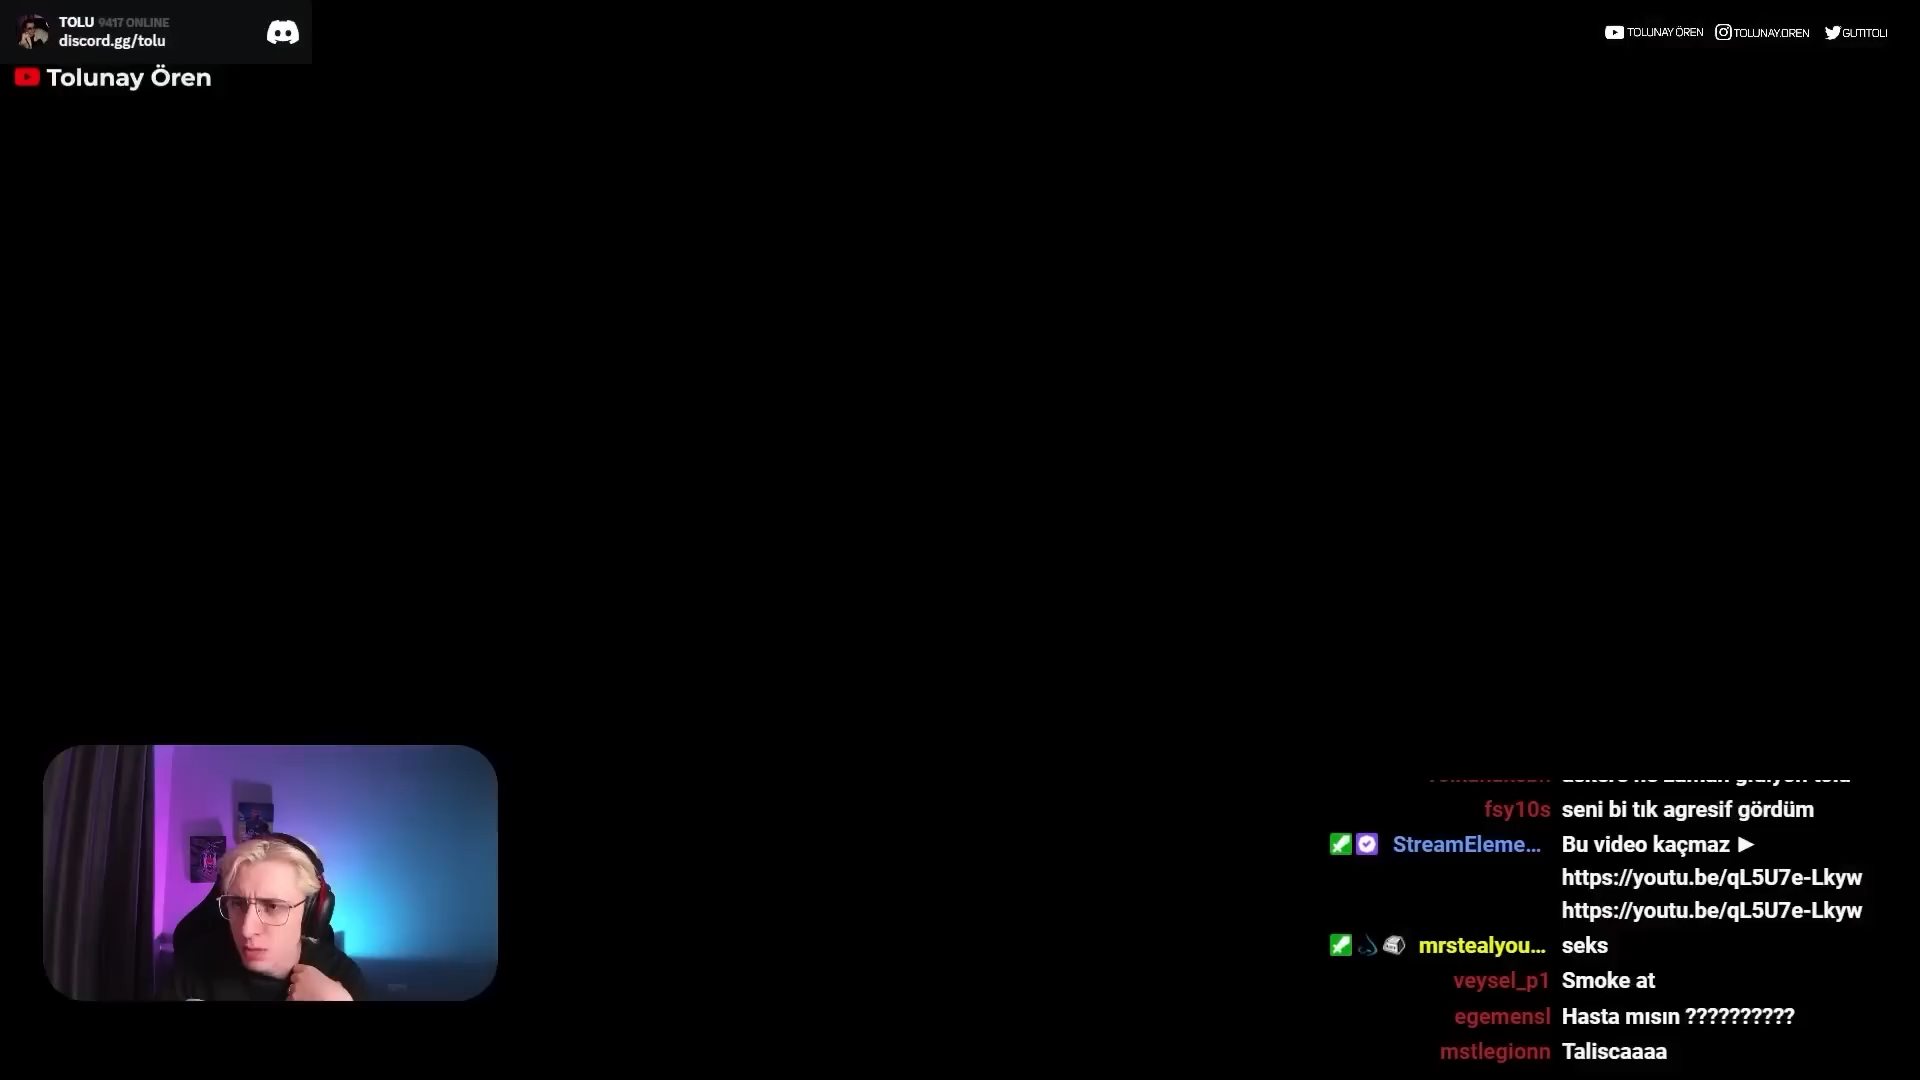 TOLU 9417 ONLINE
discord.gg/tolu
Tolunay Ören
TOLUNAY ÖREN TOLUNAY.OREN GUTITOLI
fsy10s seni bi tık agresif gördüm
StreamEleme... Bu video kaçmaz ►
https://youtu.be/qL5U7e-Lkyw
https://youtu.be/qL5U7e-Lkyw
mrstealyou... seks
veysel_p1 Smoke at
egemensl Hasta mısın ??????????
mstlegionn Taliscaaaa